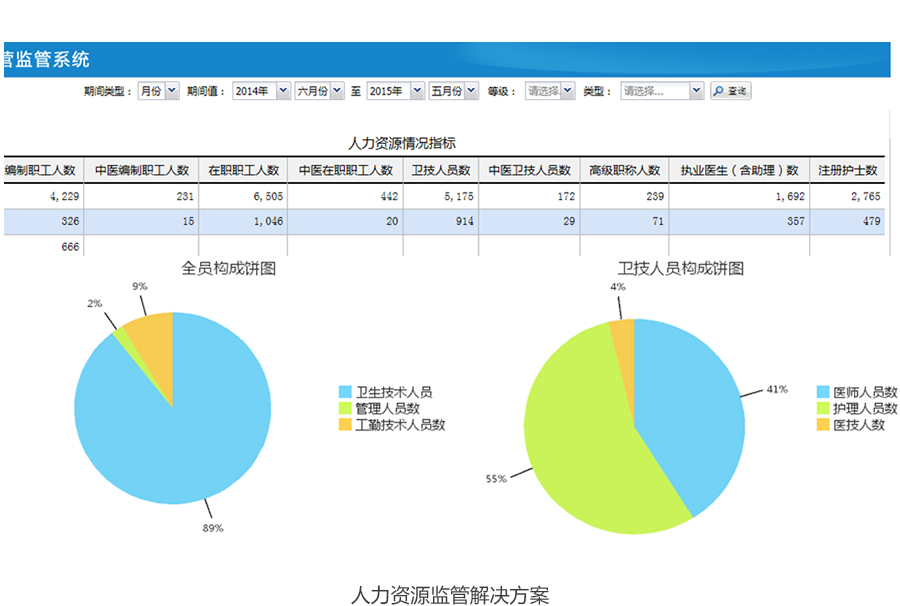 营监管系统
期间类型： 月份 期间值： 2014年 六月份 至 2015年 五月份 等级： 请选择. 类型： 请选择... 查询
人力资源情况指标
编制职工人数 中医编制职工人数 在职职工人数 中医在职职工人数 卫技人员数 中医卫技人员数 高级职称人数 执业医生（含助理）数 注册护士数
4,229 231 6,505 442 5,175 172 239 1,692 2,765
326 15 1,046 20 914 29 71 357 479
666
全员构成饼图
9%
2%
89%
卫生技术人员
管理人员数
工勤技术人员数
卫技人员构成饼图
4%
41%
55%
医师人员数
护理人员数
医技人数
人力资源监管解决方案